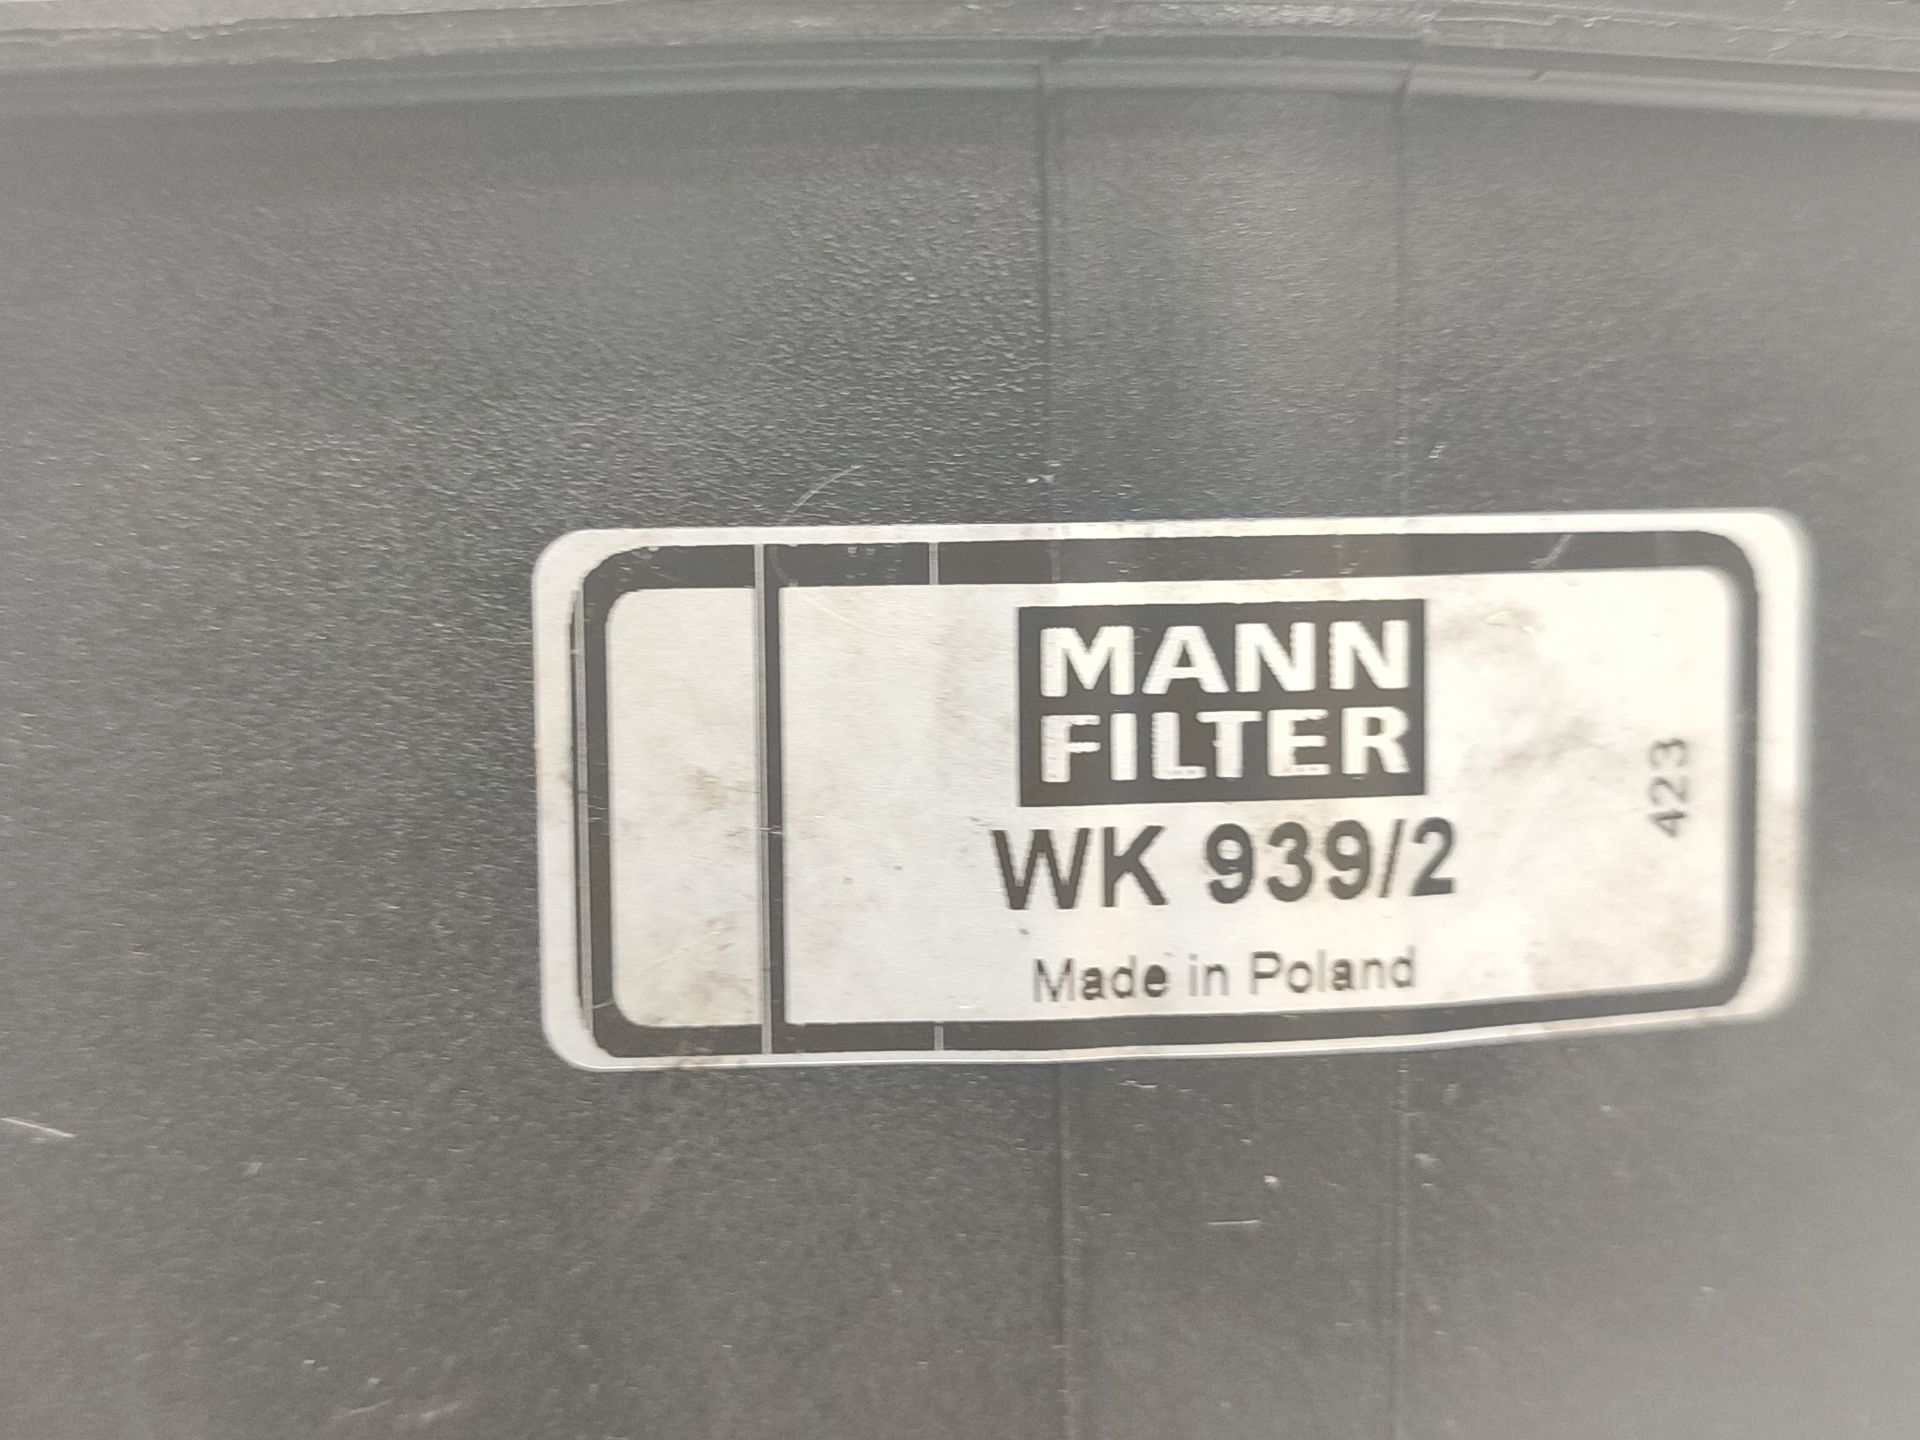 MANN
FILTER
WK 939/2
Made in Poland
423